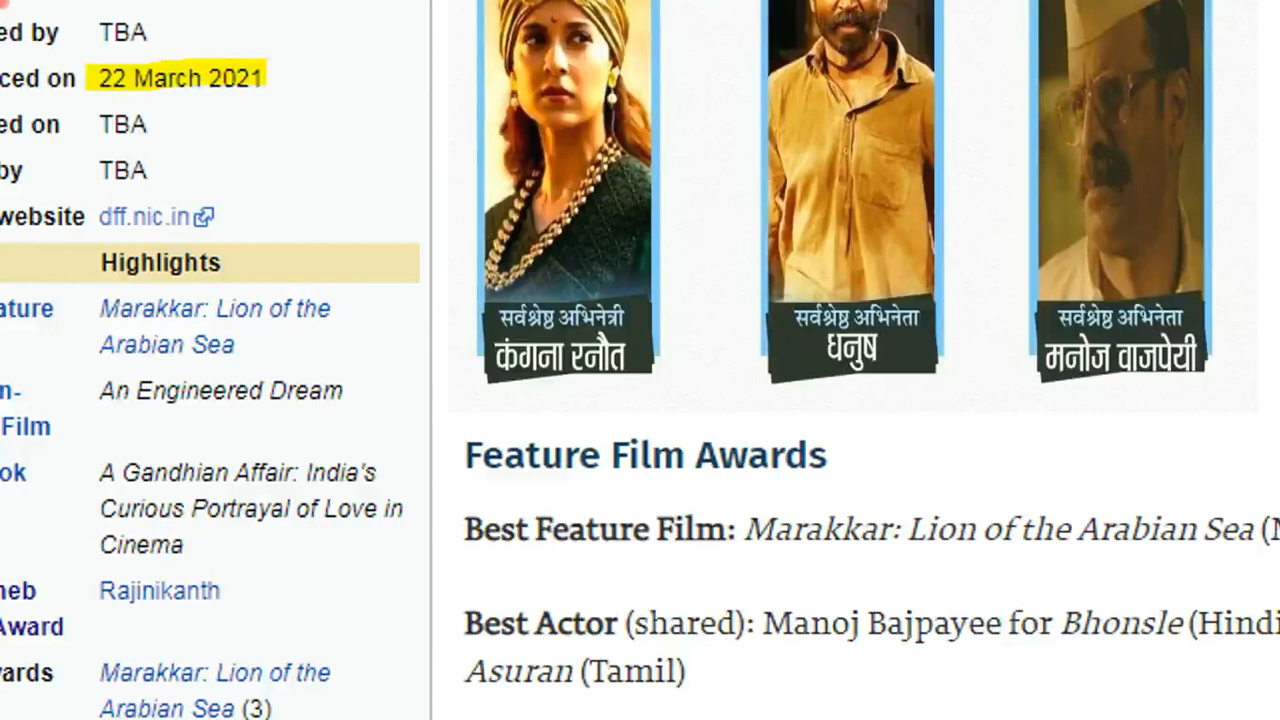 ed by TBA
ced on 22 March 2021
ed on TBA
by TBA
website dff.nic.in
Highlights
ature Marakkar: Lion of the
Arabian Sea
n- An Engineered Dream
Film
ok A Gandhian Affair: India's
Curious Portrayal of Love in
Cinema
heb Rajinikanth
Award
ards Marakkar: Lion of the
Arabian Sea (3)
सर्वश्रेष्ठ अभिनेत्री
कंगना रनौत
सर्वश्रेष्ठ अभिनेता
धनुष
सर्वश्रेष्ठ अभिनेता
मनोज वाजपेयी
Feature Film Awards
Best Feature Film: Marakkar: Lion of the Arabian Sea (
Best Actor (shared): Manoj Bajpayee for Bhonsle (Hindi
Asuran (Tamil)